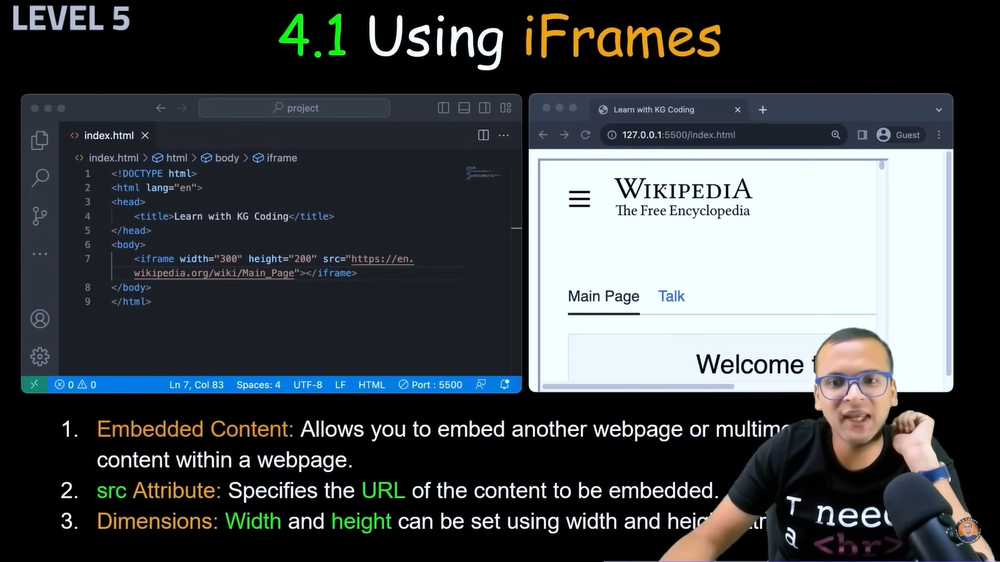 LEVEL 5
4.1 Using iFrames
project
index.html
index.html > html > body > iframe
1 <!DOCTYPE html>
2 <html lang="en">
3 <head>
4 <title>Learn with KG Coding</title>
5 </head>
6 <body>
7 <iframe width="300" height="200" src="https://en.
wikipedia.org/wiki/Main_Page"></iframe>
8 </body>
9 </html>
0 0 Ln 7, Col 83 Spaces: 4 UTF-8 LF HTML Port : 5500
Learn with KG Coding
127.0.0.1:5500/index.html Guest
WIKIPEDIA
The Free Encyclopedia
Main Page Talk
Welcome
1. Embedded Content: Allows you to embed another webpage or
content within a webpage.
2. src Attribute: Specifies the URL of the content to be embedded.
3. Dimensions: Width and height can be set using width and
I need
a <hr>